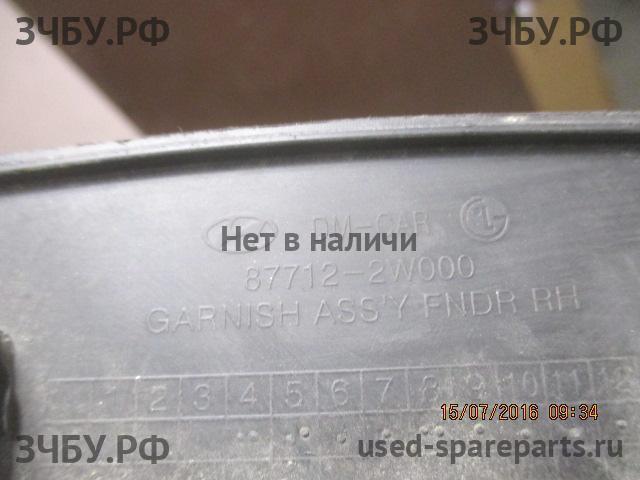 ЗЧБУ.РФ ЗЧБУ.РФ
DM-CAR LG
Нет в наличи
87712-2W000
GARNISH ASS'Y FNDR RH
2 3 4 5 6 7 8 9 10 11
15/07/2016 09:34
ЗЧБУ.РФ used-spareparts.ru/